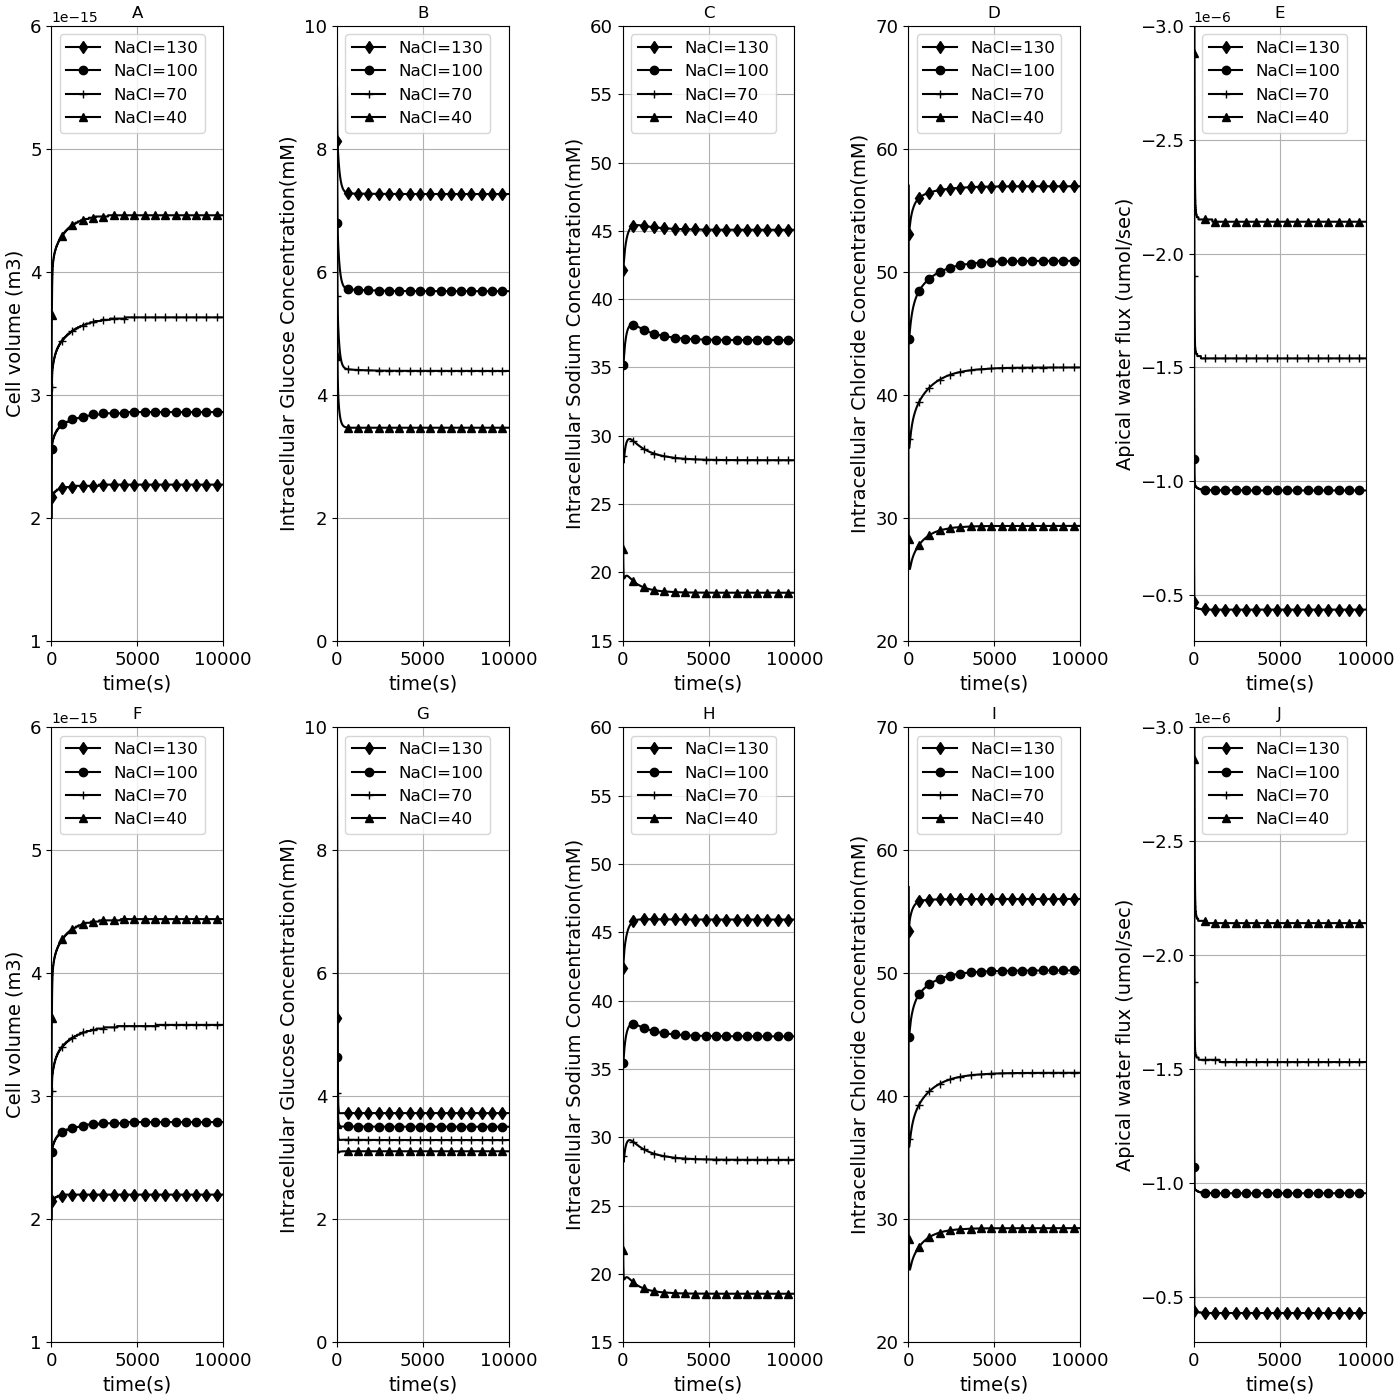 A
1e−15
6
5
4
3
2
1
Cell volume (m3)
NaCl=130
NaCl=100
NaCl=70
NaCl=40
0 5000 10000
time(s)
B
10
8
6
4
2
0
Intracellular Glucose Concentration(mM)
NaCl=130
NaCl=100
NaCl=70
NaCl=40
0 5000 10000
time(s)
C
60
55
50
45
40
35
30
25
20
15
Intracellular Sodium Concentration(mM)
NaCl=130
NaCl=100
NaCl=70
NaCl=40
0 5000 10000
time(s)
D
70
60
50
40
30
20
Intracellular Chloride Concentration(mM)
NaCl=130
NaCl=100
NaCl=70
NaCl=40
0 5000 10000
time(s)
E
1e−6
−3.0
−2.5
−2.0
−1.5
−1.0
−0.5
Apical water flux (umol/sec)
NaCl=130
NaCl=100
NaCl=70
NaCl=40
0 5000 10000
time(s)
F
1e−15
6
5
4
3
2
1
Cell volume (m3)
NaCl=130
NaCl=100
NaCl=70
NaCl=40
0 5000 10000
time(s)
G
10
8
6
4
2
0
Intracellular Glucose Concentration(mM)
NaCl=130
NaCl=100
NaCl=70
NaCl=40
0 5000 10000
time(s)
H
60
55
50
45
40
35
30
25
20
15
Intracellular Sodium Concentration(mM)
NaCl=130
NaCl=100
NaCl=70
NaCl=40
0 5000 10000
time(s)
I
70
60
50
40
30
20
Intracellular Chloride Concentration(mM)
NaCl=130
NaCl=100
NaCl=70
NaCl=40
0 5000 10000
time(s)
J
1e−6
−3.0
−2.5
−2.0
−1.5
−1.0
−0.5
Apical water flux (umol/sec)
NaCl=130
NaCl=100
NaCl=70
NaCl=40
0 5000 10000
time(s)